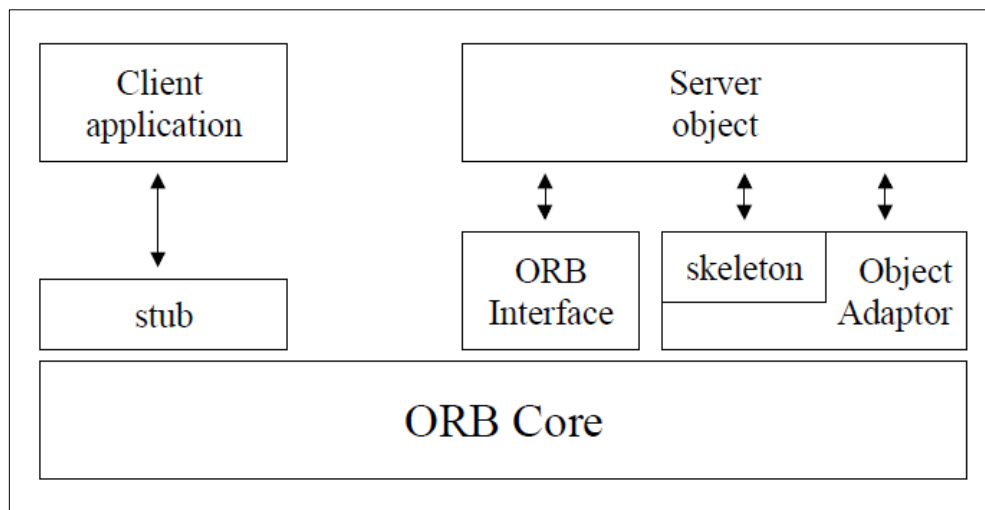 Client
application
Server
object
stub
ORB
Interface
skeleton
Object
Adaptor
ORB Core